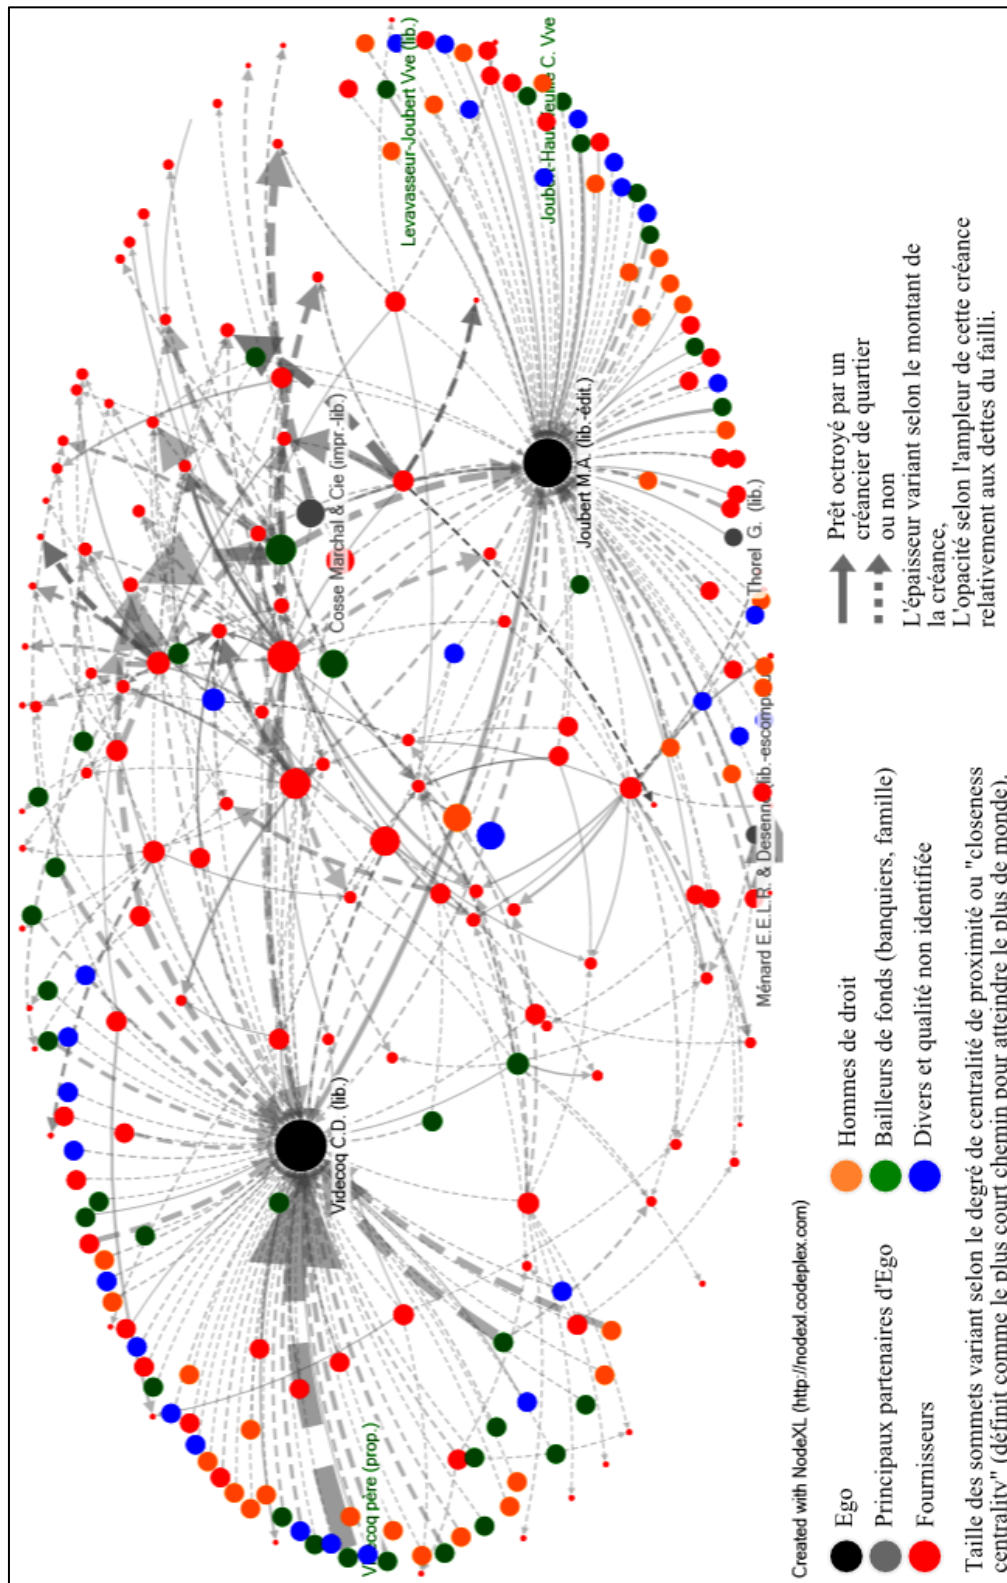 Levavasseur-Joubert Vve (lib.)
Joubert-Hautefeuille C. Vve
Cosse Marchal & Cie (impr.-lib)
Joubert M.A. (lib.-édit.)
Thorel G. (lib.)
Ménard E.E.L.R. & Desenne (lib.-escompt
Videcoq C.D. (lib.)
Videcoq père (prop.)
Created with NodeXL (http://nodexl.codeplex.com)
Ego
Principaux partenaires d'Ego
Fournisseurs
Hommes de droit
Bailleurs de fonds (banquiers, famille)
Divers et qualité non identifiée
Prêt octroyé par un
créancier de quartier
ou non
L'épaisseur variant selon le montant de
la créance,
L'opacité selon l'ampleur de cette créance
relativement aux dettes du failli.
Taille des sommets variant selon le degré de centralité de proximité ou "closeness
centrality" (définit comme le plus court chemin pour atteindre le plus de monde).